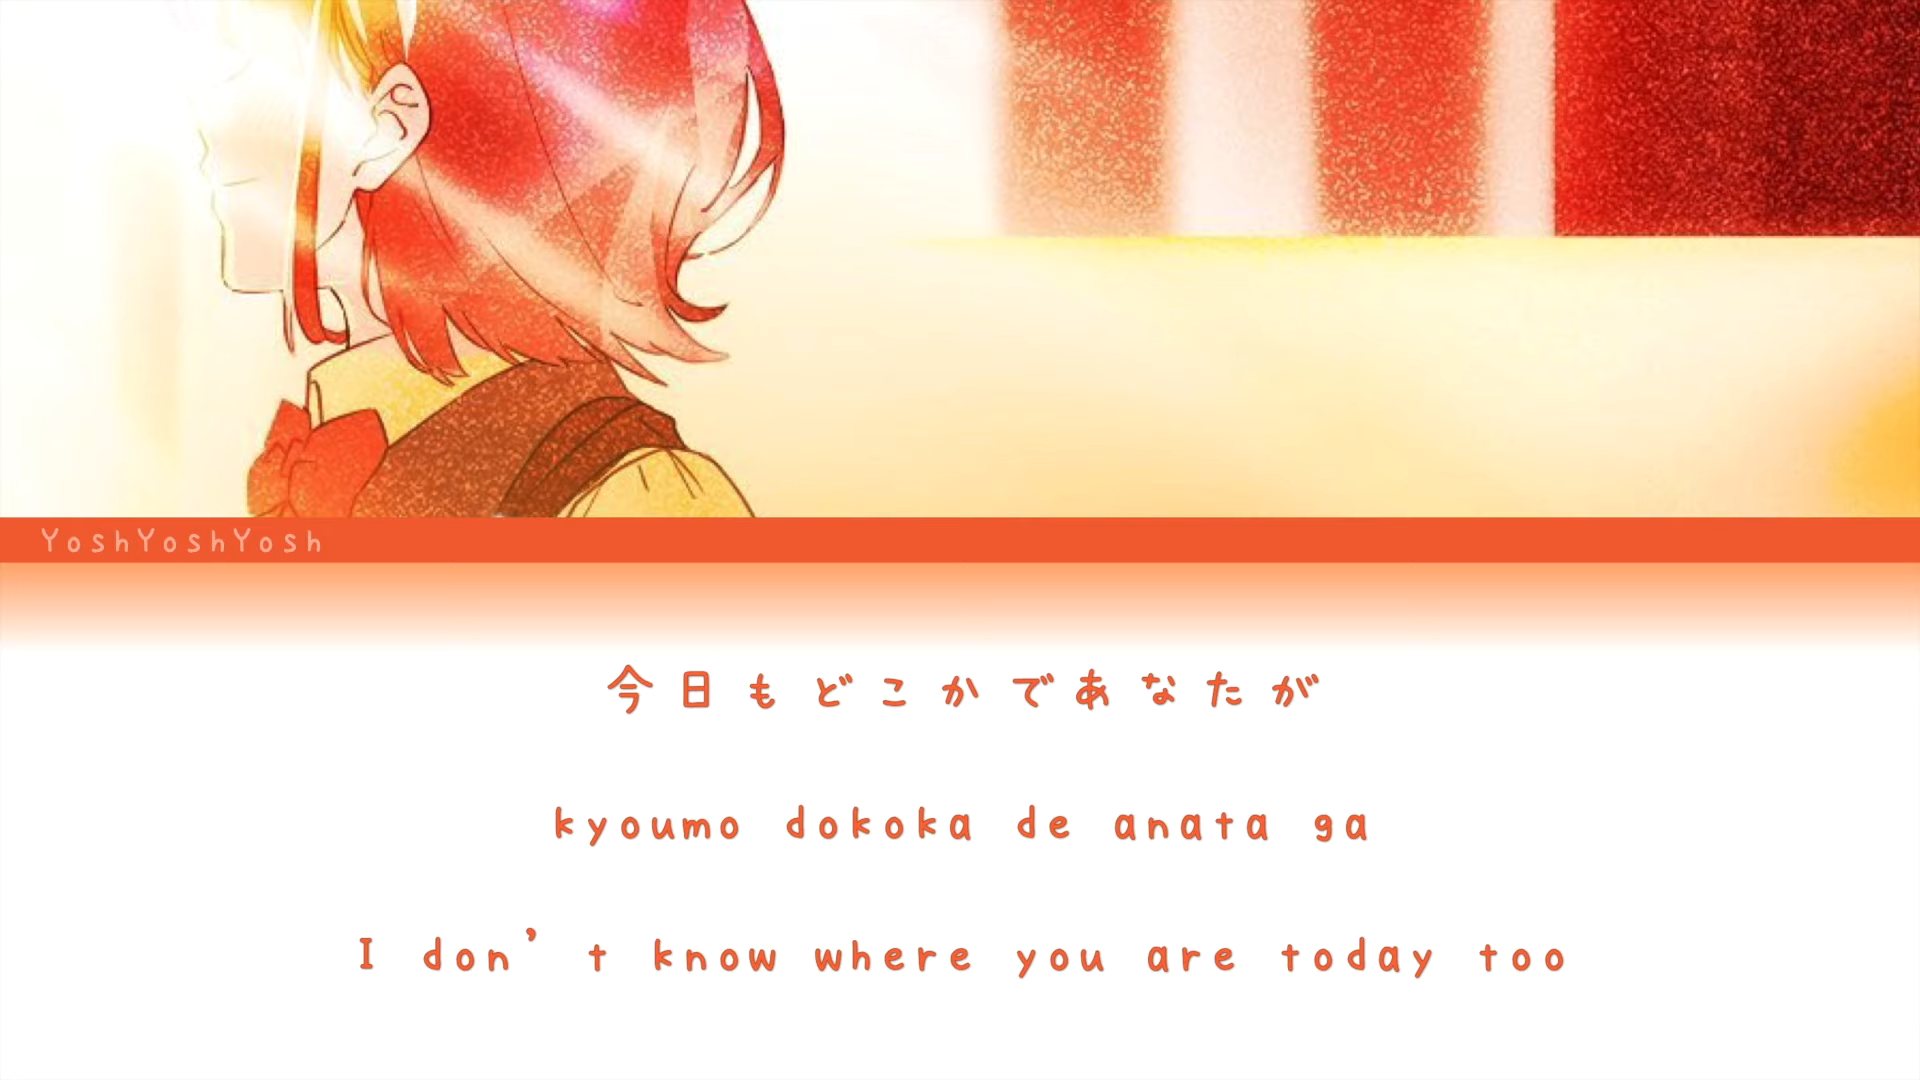 YoshYoshYosh
今日もどこかであなたが
kyoumo dokoka de anata ga
I don’t know where you are today too